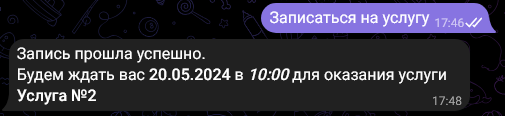 Записаться на услугу 17:46
Запись прошла успешно.
Будем ждать вас 20.05.2024 в 10:00 для оказания услуги
Услуга №2
17:48